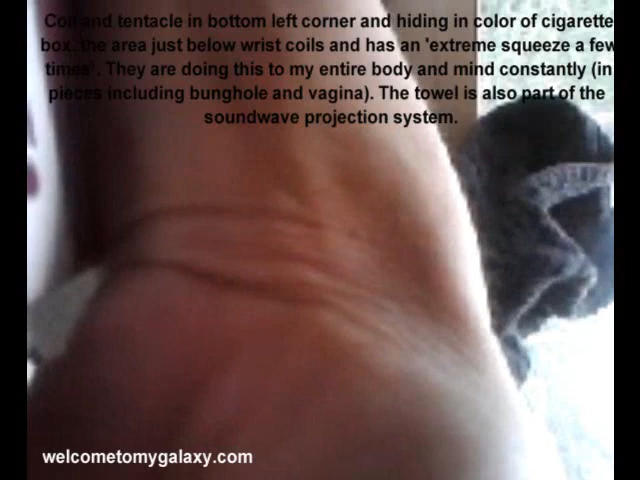 Coil and tentacle in bottom left corner and hiding in color of cigarette
box. the area just below wrist coils and has an 'extreme squeeze a few
times'. They are doing this to my entire body and mind constantly (in
pieces including bunghole and vagina). The towel is also part of the
soundwave projection system.
welcometomygalaxy.com